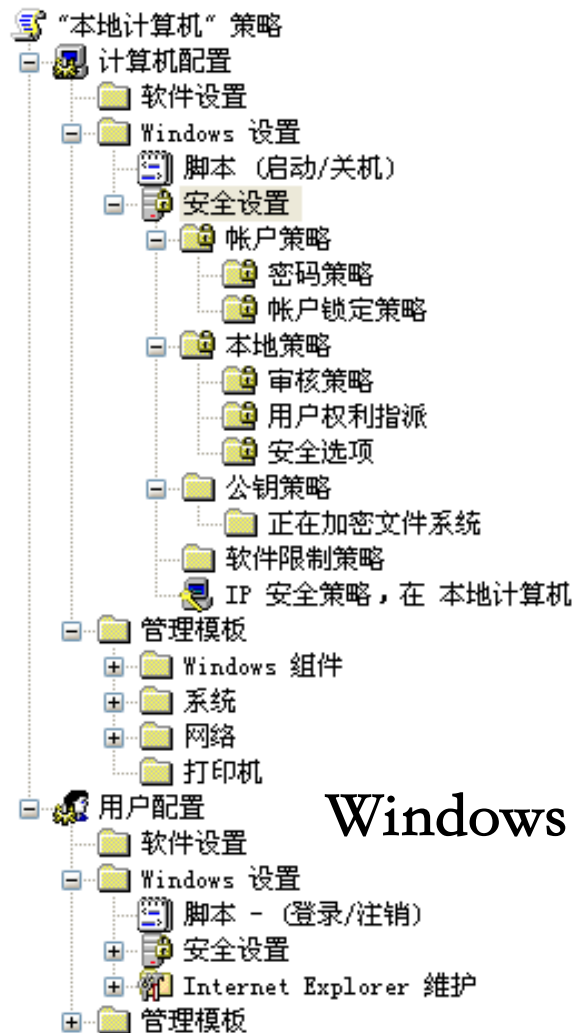 “本地计算机” 策略
计算机配置
软件设置
Windows 设置
脚本 (启动/关机)
安全设置
帐户策略
密码策略
帐户锁定策略
本地策略
审核策略
用户权利指派
安全选项
公钥策略
正在加密文件系统
软件限制策略
IP 安全策略，在 本地计算机
管理模板
Windows 组件
系统
网络
打印机
用户配置
Windows
软件设置
Windows 设置
脚本 - (登录/注销)
安全设置
Internet Explorer 维护
管理模板